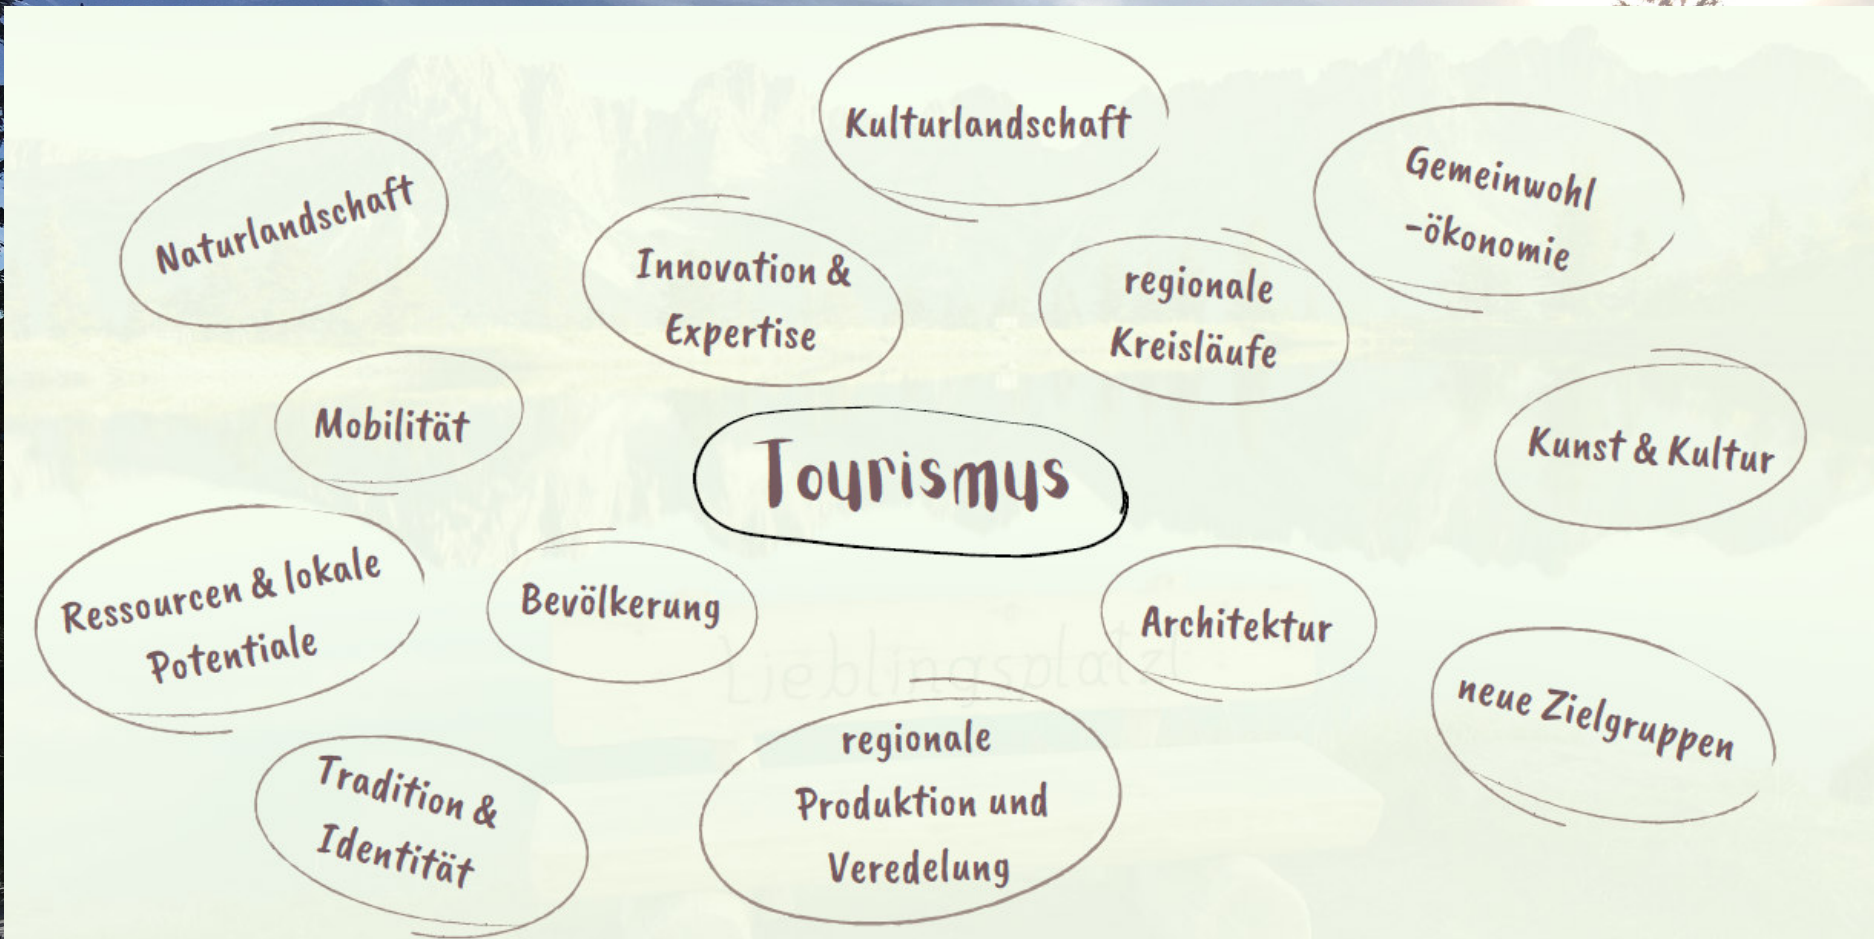 Kulturlandschaft
Gemeinwohl
-ökonomie
Naturlandschaft
Innovation &
Expertise
regionale
Kreisläufe
Mobilität
Kunst & Kultur
Tourismus
Ressourcen & lokale
Potentiale
Bevölkerung
Architektur
Lieblingsplatzl
neue Zielgruppen
Tradition &
Identität
regionale
Produktion und
Veredelung